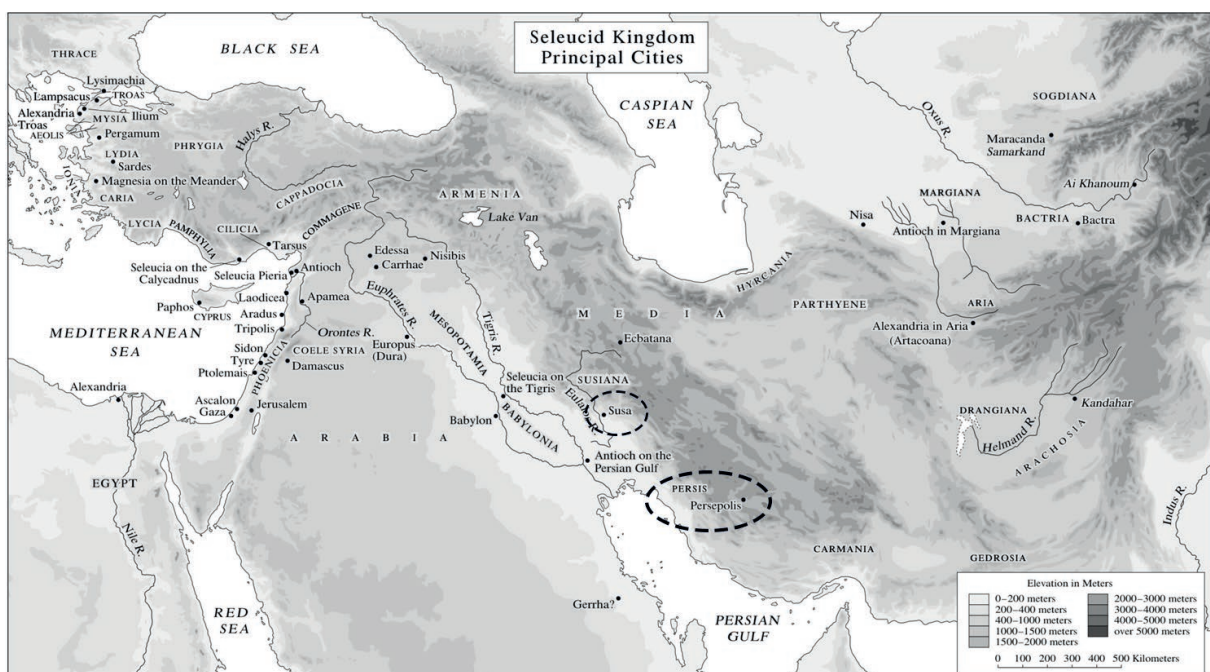 Seleucid Kingdom
Principal Cities
BLACK SEA
CASPIAN
SEA
THRACE
Lysimachia
Lampsacus
TROAS
Alexandria
Troas
Ilium
MYSIA
AEOLIS
Pergamum
LYDIA
Sardes
IONIA
Magnesia on the Meander
CARIA
PHRYGIA
Halys R.
CAPPADOCIA
LYCIA
PAMPHYLIA
CILICIA
Tarsus
COMMAGENE
ARMENIA
Lake Van
Seleucia on the
Calycadnus
Seleucia Pieria
Antioch
Edessa
Carrhae
Nisibis
Laodicea
Apamea
Paphos
CYPRUS
Aradus
Tripolis
Orontes R.
Euphrates R.
MESOPOTAMIA
Tigris R.
Europus
(Dura)
MEDITERRANEAN
SEA
Sidon
Tyre
Ptolemais
PHOENICIA
COELE SYRIA
Damascus
Alexandria
Ascalon
Gaza
Jerusalem
ARABIA
EGYPT
Nile R.
RED
SEA
MEDIA
Ecbatana
Seleucia on
the Tigris
SUSIANA
Eulaeus R.
Susa
Babylon
BABYLONIA
Antioch on the
Persian Gulf
PERSIS
Persepolis
Gerrha?
PERSIAN
GULF
CARMANIA
GEDROSIA
HYRCANIA
PARTHYENE
Nisa
MARGIANA
Antioch in Margiana
Oxus R.
SOGDIANA
Maracanda
Samarkand
Ai Khanoum
BACTRIA
Bactra
ARIA
Alexandria in Aria
(Artacoana)
DRANGIANA
Helmand R.
Kandahar
ARACHOSIA
Indus R.
Elevation in Meters
0–200 meters
200–400 meters
400–1000 meters
1000–1500 meters
1500–2000 meters
2000–3000 meters
3000–4000 meters
4000–5000 meters
over 5000 meters
0 100 200 300 400 500 Kilometers